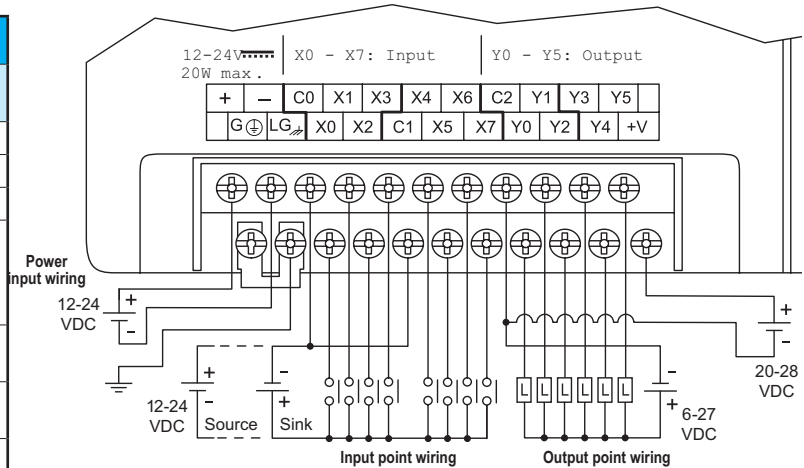 12-24V X0 - X7: Input Y0 - Y5: Output
20W max.
+ – C0 X1 X3 X4 X6 C2 Y1 Y3 Y5
G LG X0 X2 C1 X5 X7 Y0 Y2 Y4 +V
Power
input wiring
12-24
VDC
+
-
+
-
20-28
VDC
+
-
12-24
VDC
Source
-
+
Sink
L L L L L L
-
+
6-27
VDC
Input point wiring
Output point wiring